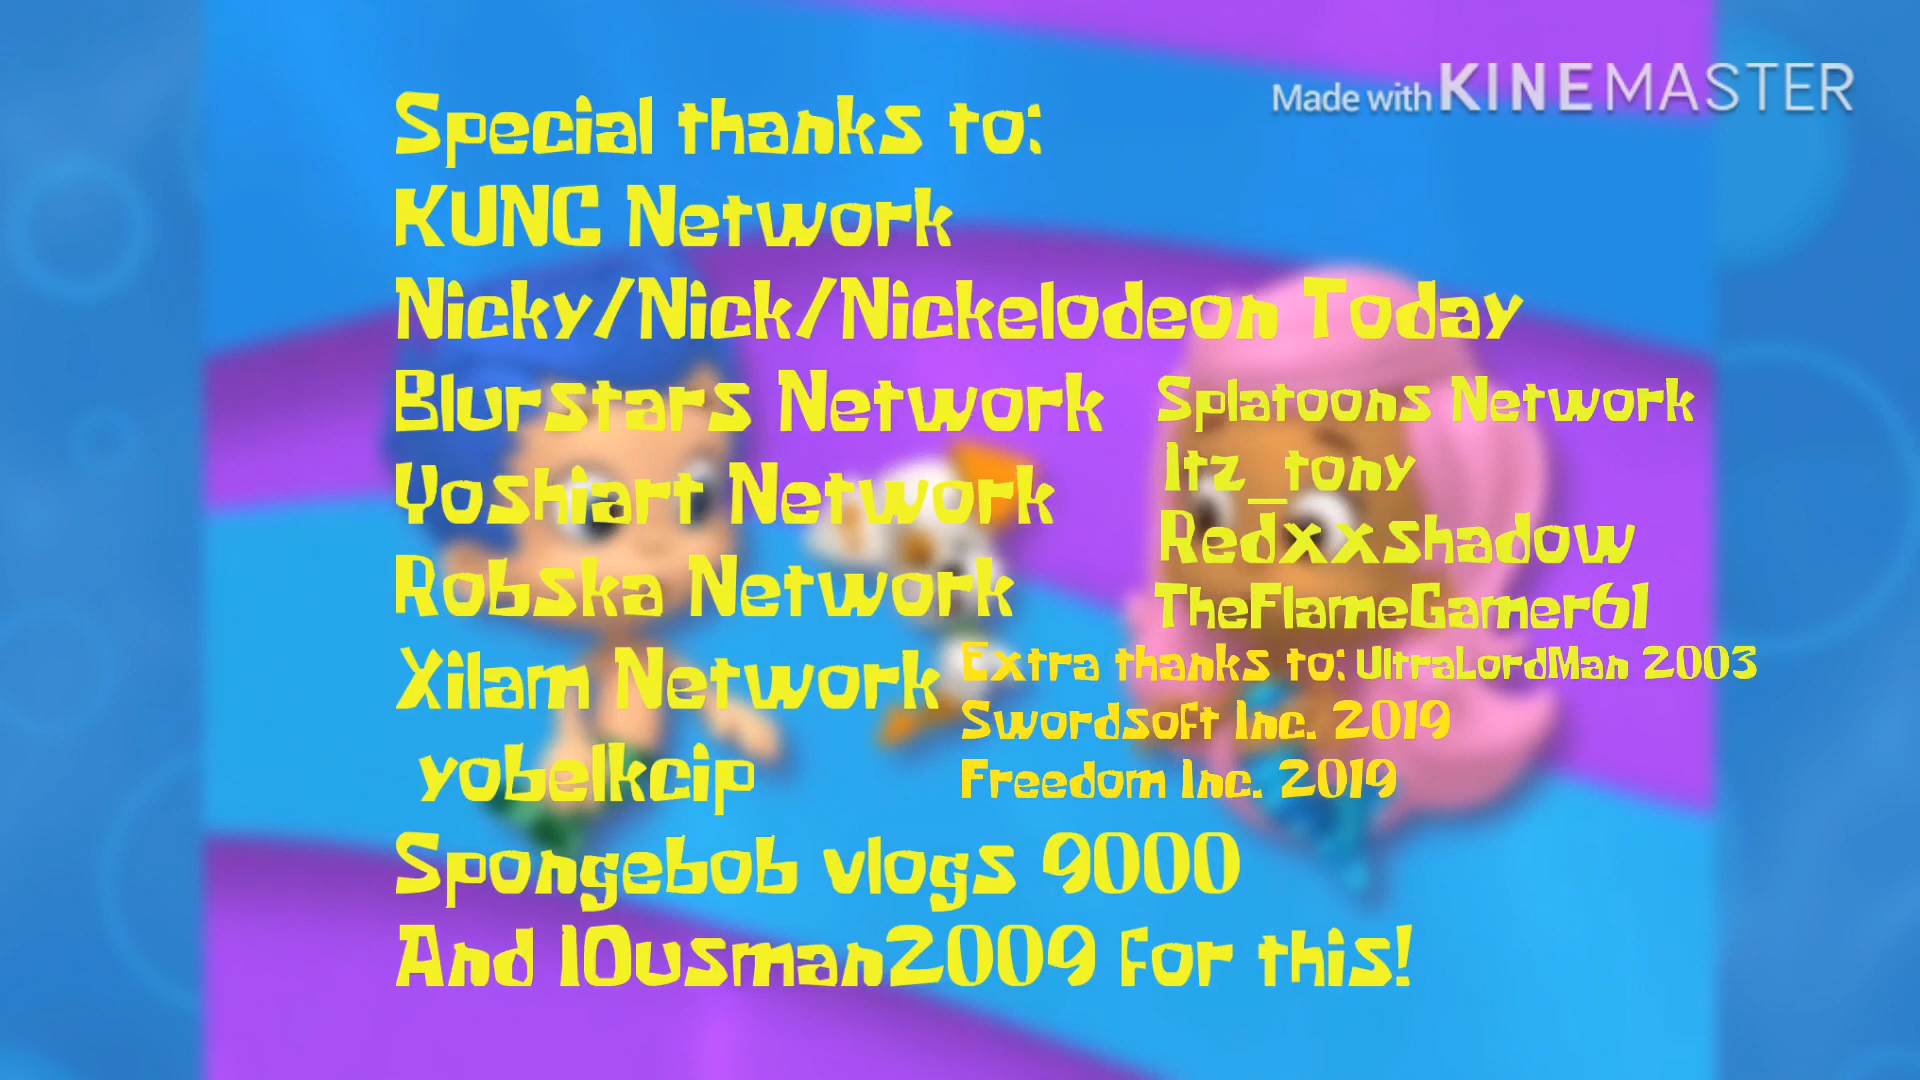 Made with KINEMASTER
Special thanks to:
KUNC Network
Nicky/Nick/Nickelodeon Today
Blurstars Network
Yoshiart Network
Robska Network
Xilam Network
yobelkcip
Spongebob vlogs 9000
And 10usman2009 for this!
Splatoons Network
Itz_tony
Redxxshadow
TheFlameGamer61
Extra thanks to: UltraLordMan 2003
Swordsoft Inc. 2019
Freedom Inc. 2019